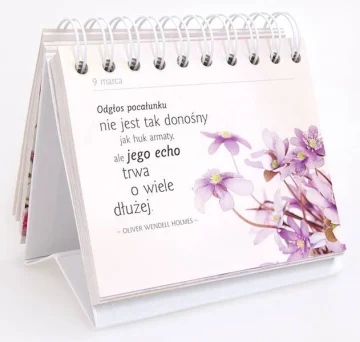 9 marca
Odgłos pocałunku
nie jest tak donośny
jak huk armaty,
ale jego echo
trwa
o wiele
dłużej.
~ OLIVER WENDELL HOLMES ~